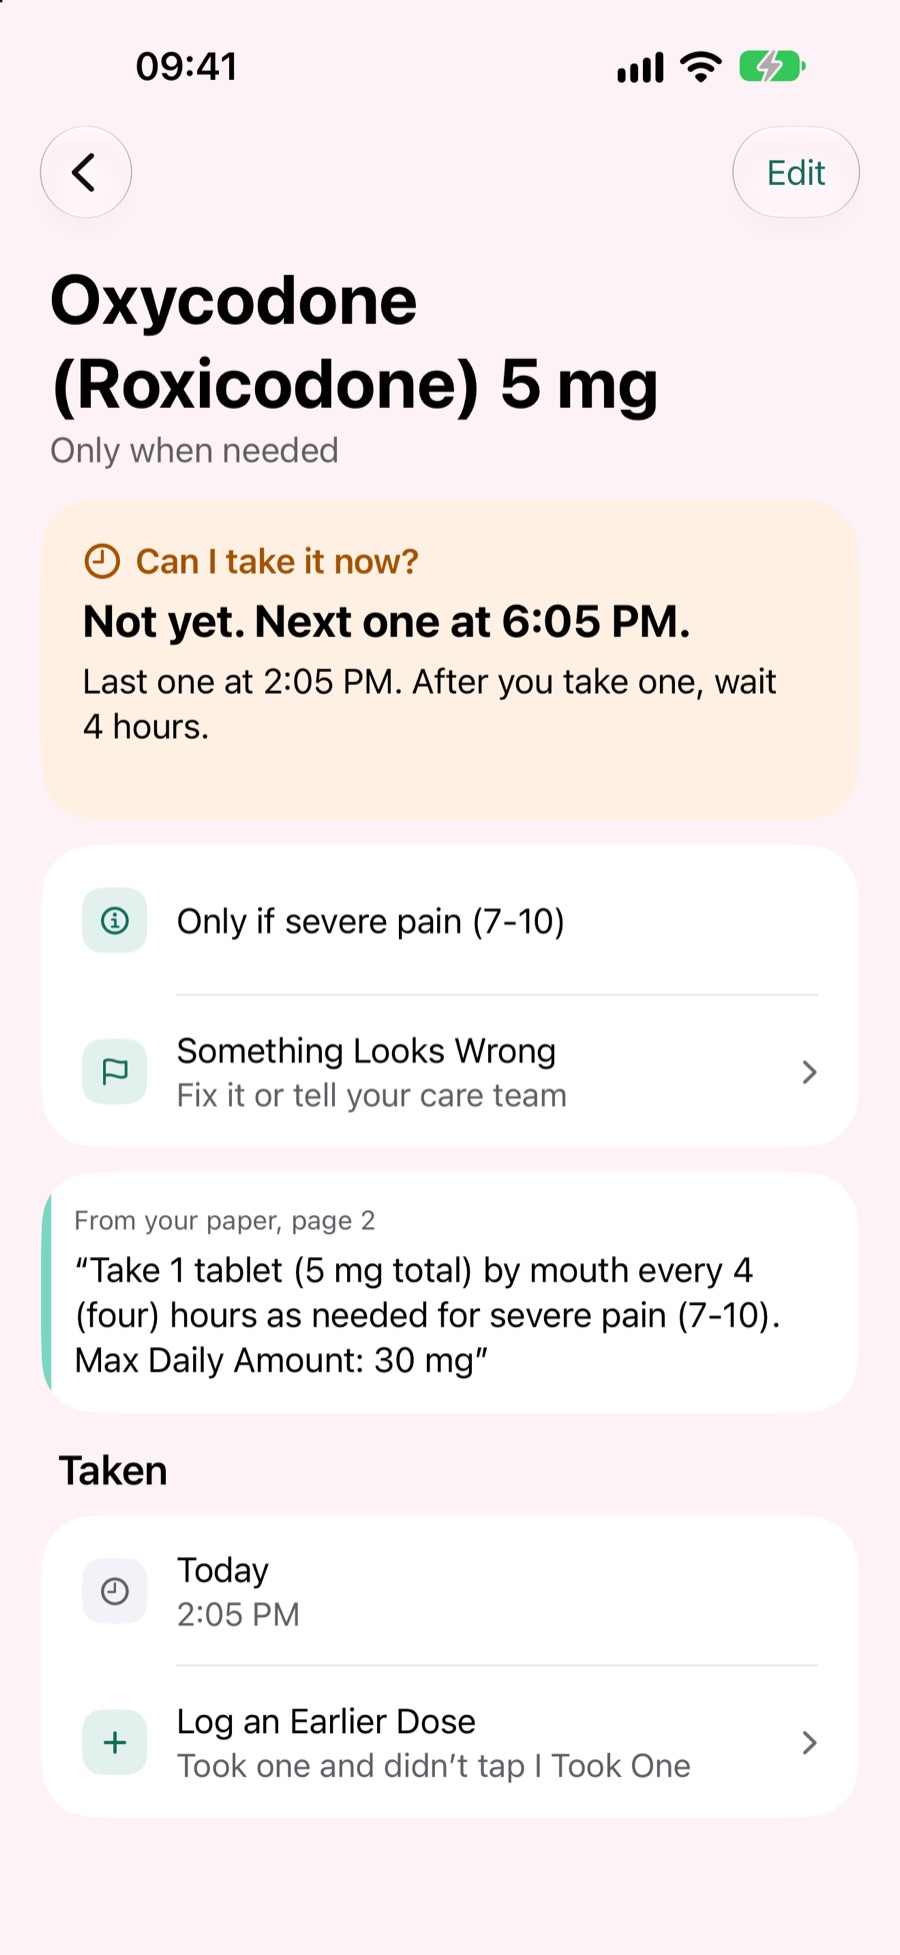 09:41
Edit
Oxycodone
(Roxicodone) 5 mg
Only when needed
Can I take it now?
Not yet. Next one at 6:05 PM.
Last one at 2:05 PM. After you take one, wait
4 hours.
Only if severe pain (7-10)
Something Looks Wrong
Fix it or tell your care team
From your paper, page 2
“Take 1 tablet (5 mg total) by mouth every 4
(four) hours as needed for severe pain (7-10).
Max Daily Amount: 30 mg”
Taken
Today
2:05 PM
Log an Earlier Dose
Took one and didn’t tap I Took One